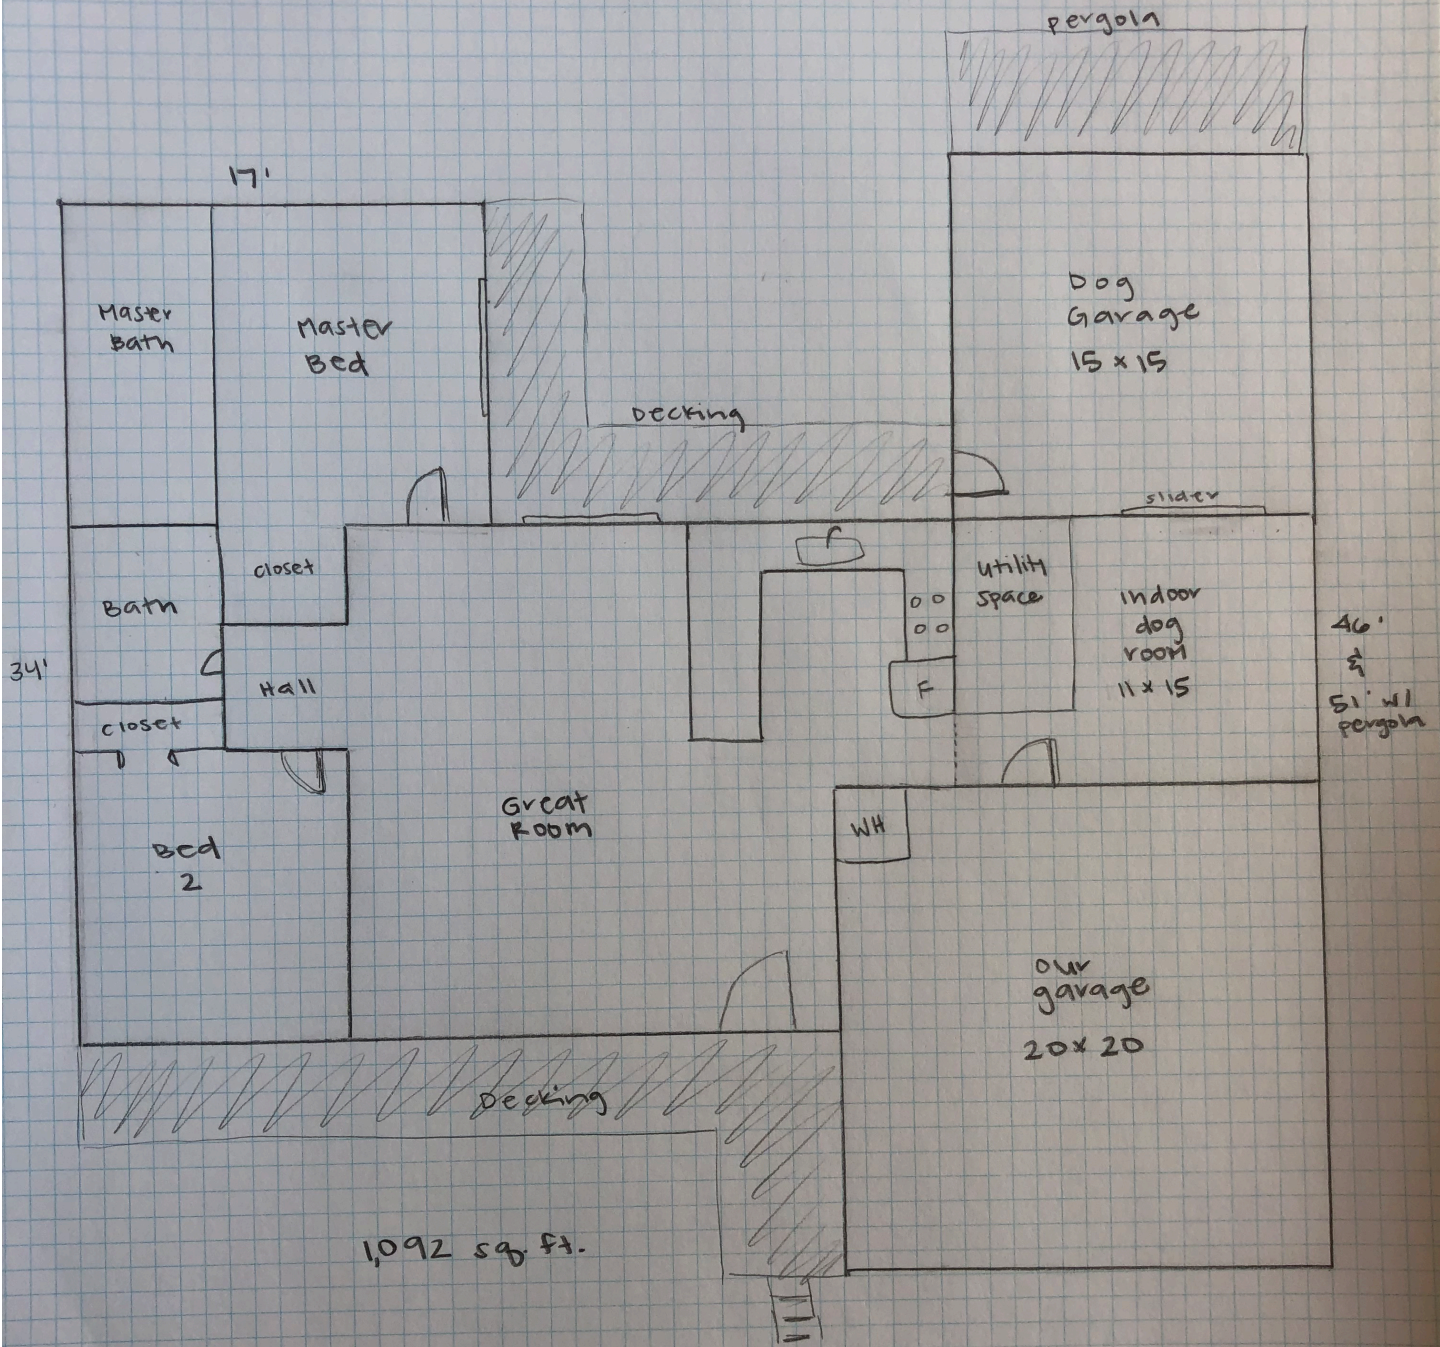 pergola
17'
Master
Bath
Master
Bed
Dog
Garage
15 x 15
Decking
slider
closet
utiliti
space
Bath
indoor
dog
room
11 x 15
34'
Hall
F
46'
&
51' w/
pergola
closet
Great
Room
WH
Bed
2
our
garage
20 x 20
Decking
1,092 sq. ft.